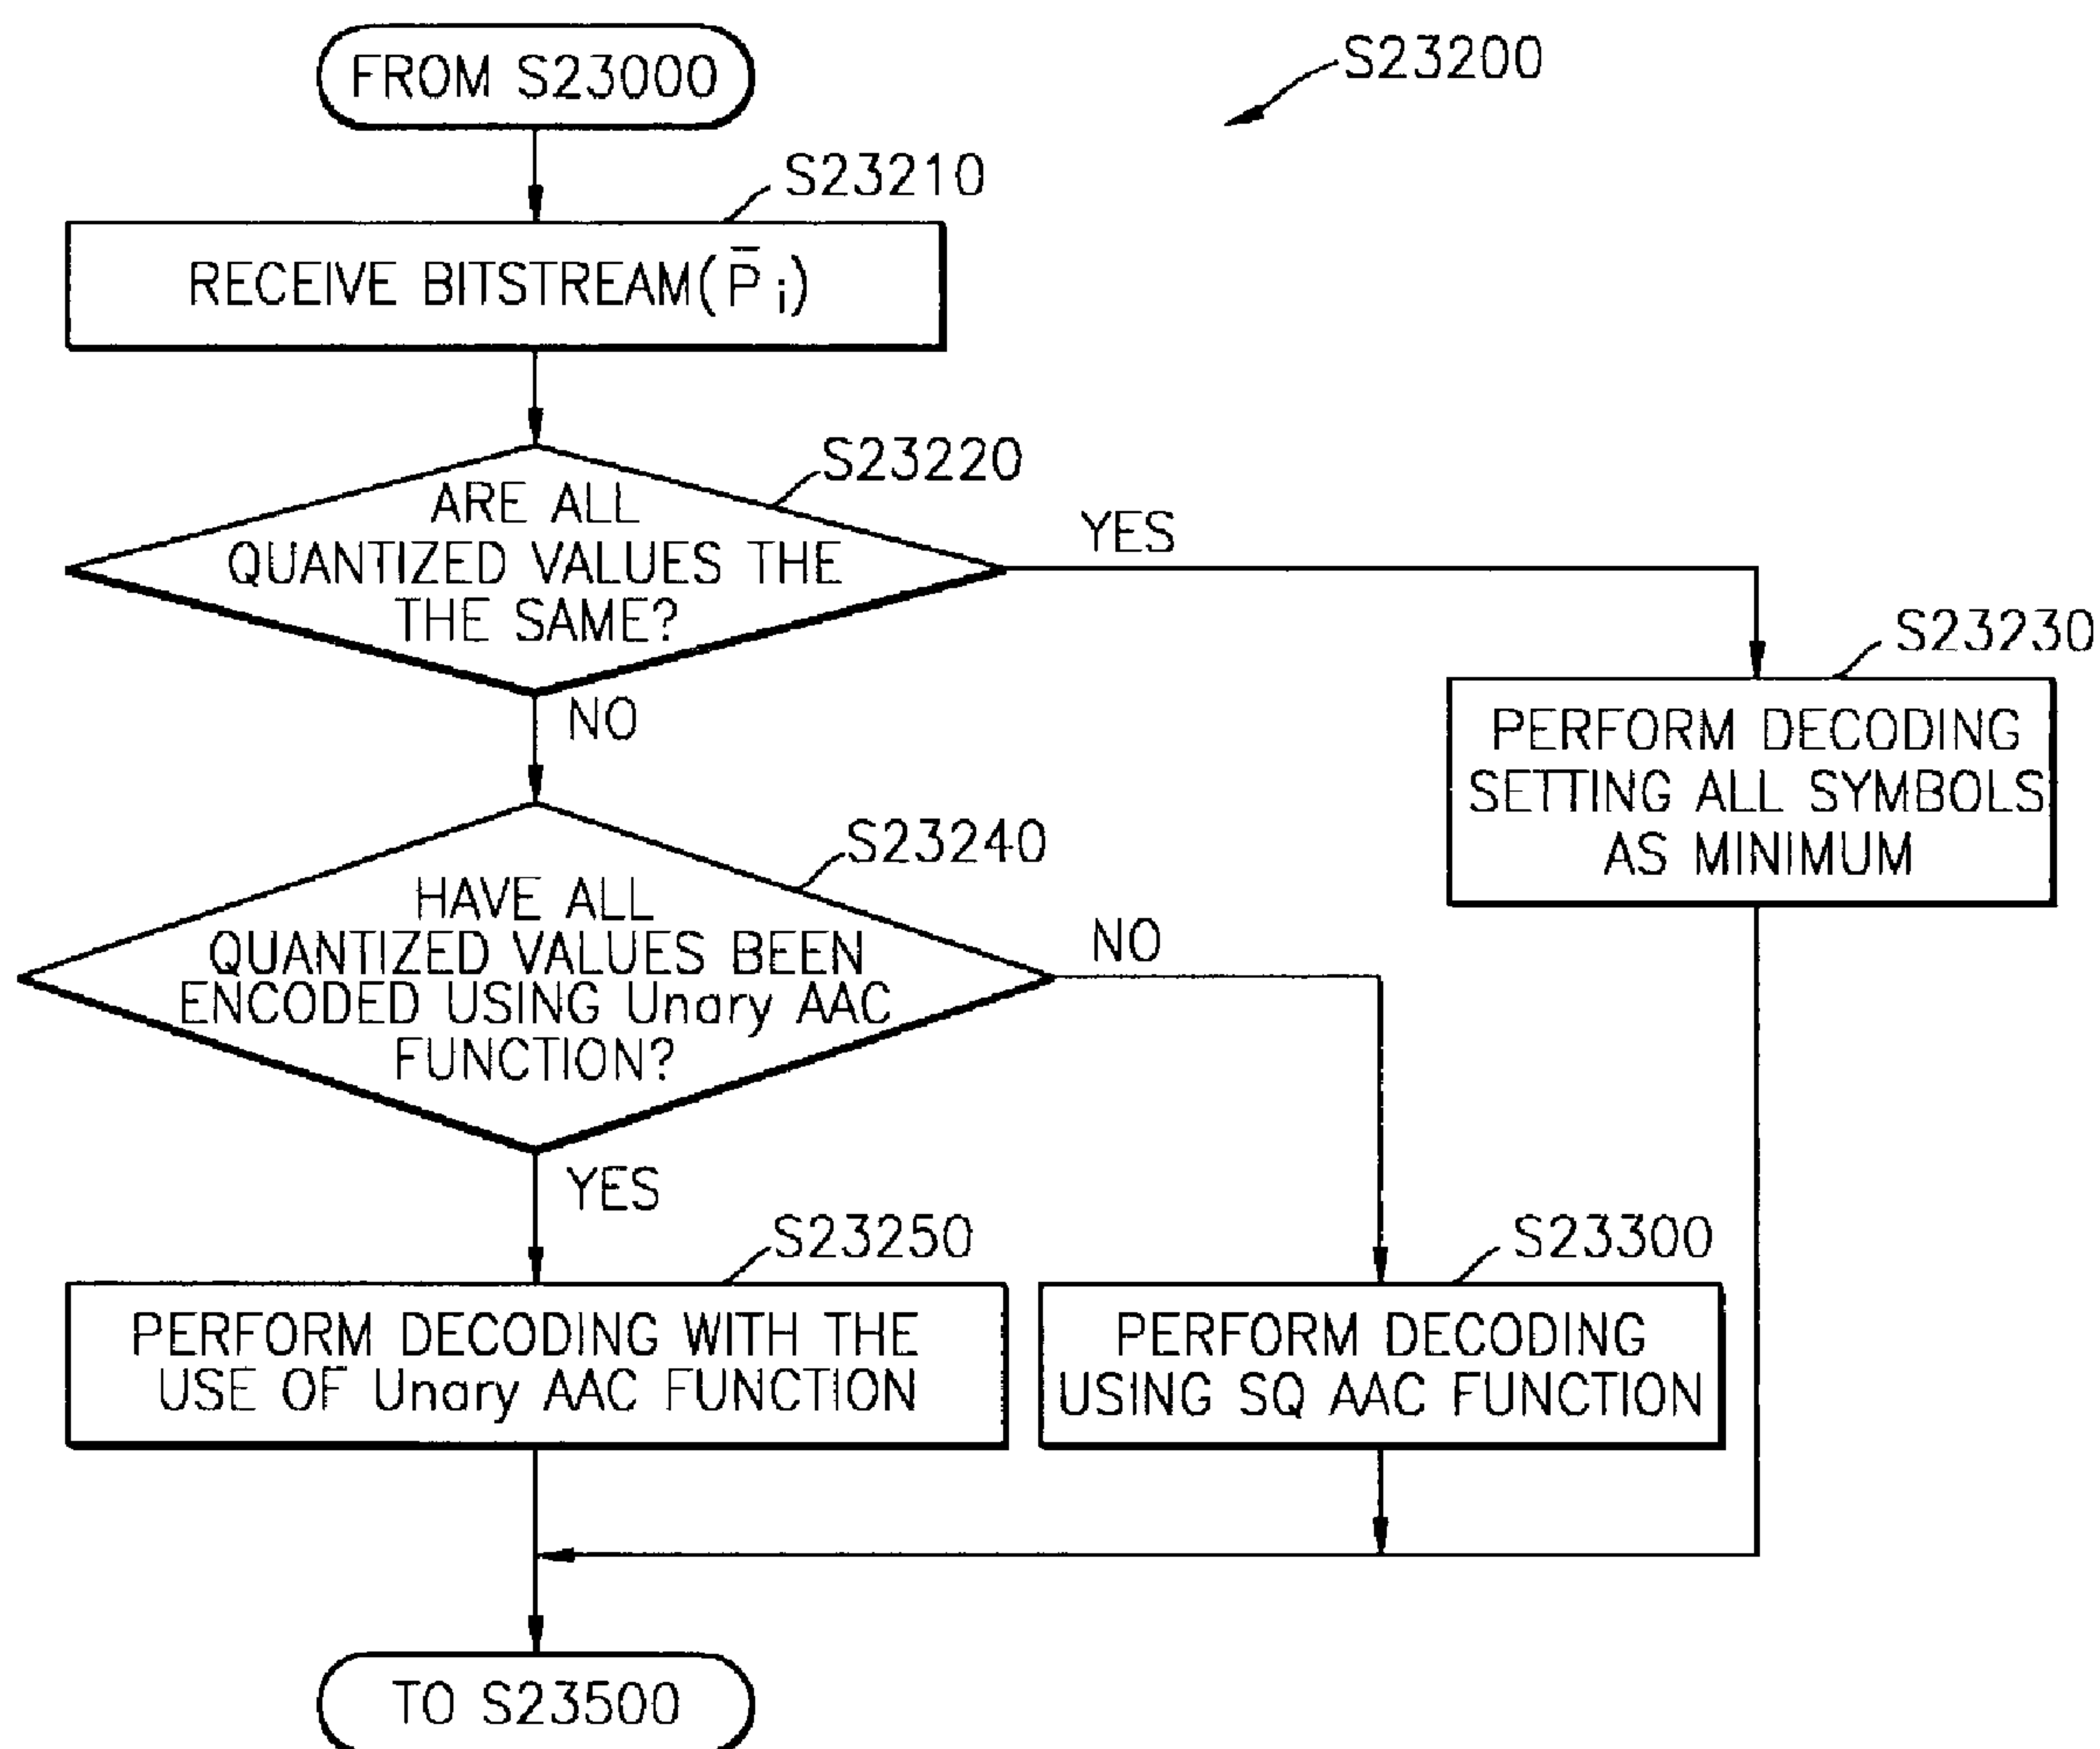 FROM S23000
S23200
S23210
RECEIVE BITSTREAM(P̄ i)
S23220
ARE ALL
QUANTIZED VALUES THE
THE SAME?
YES
NO
S23230
PERFORM DECODING
SETTING ALL SYMBOLS
AS MINIMUM
S23240
HAVE ALL
QUANTIZED VALUES BEEN
ENCODED USING Unary AAC
FUNCTION?
NO
YES
S23250
PERFORM DECODING WITH THE
USE OF Unary AAC FUNCTION
S23300
PERFORM DECODING
USING SQ AAC FUNCTION
TO S23500